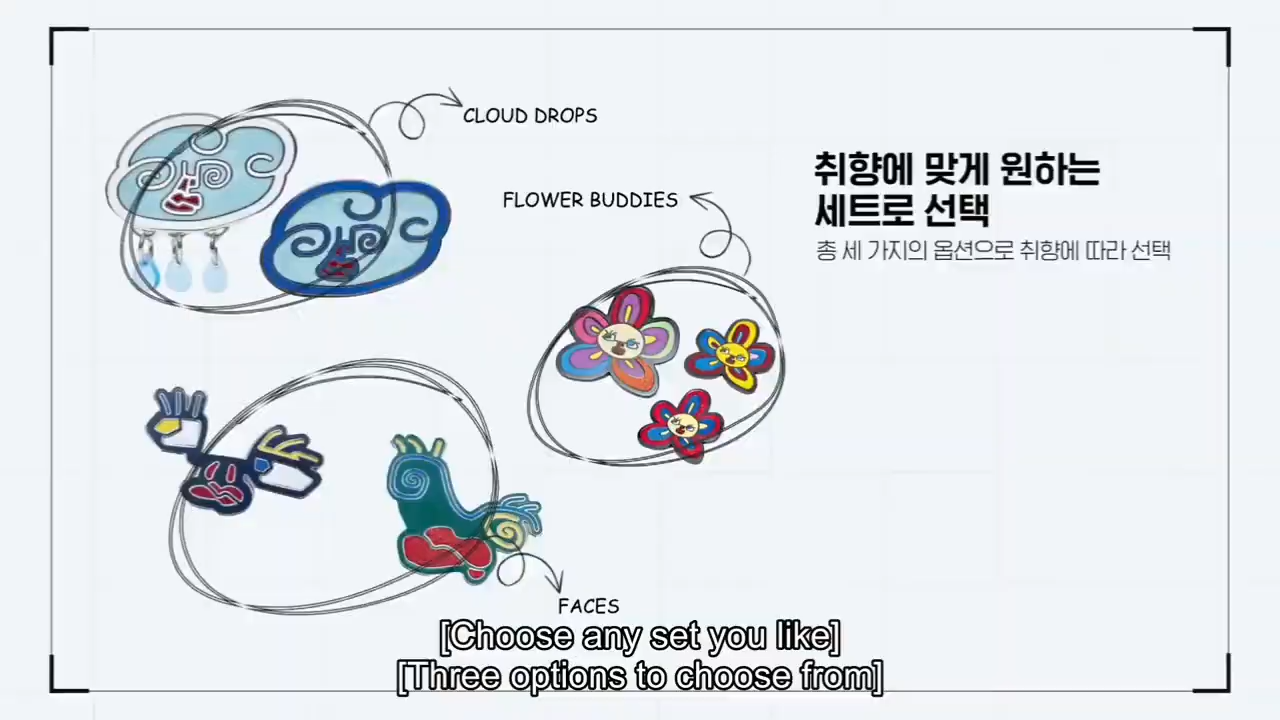 CLOUD DROPS
FLOWER BUDDIES
취향에 맞게 원하는
세트로 선택
총 세 가지의 옵션으로 취향에 따라 선택
FACES
[Choose any set you like]
[Three options to choose from]